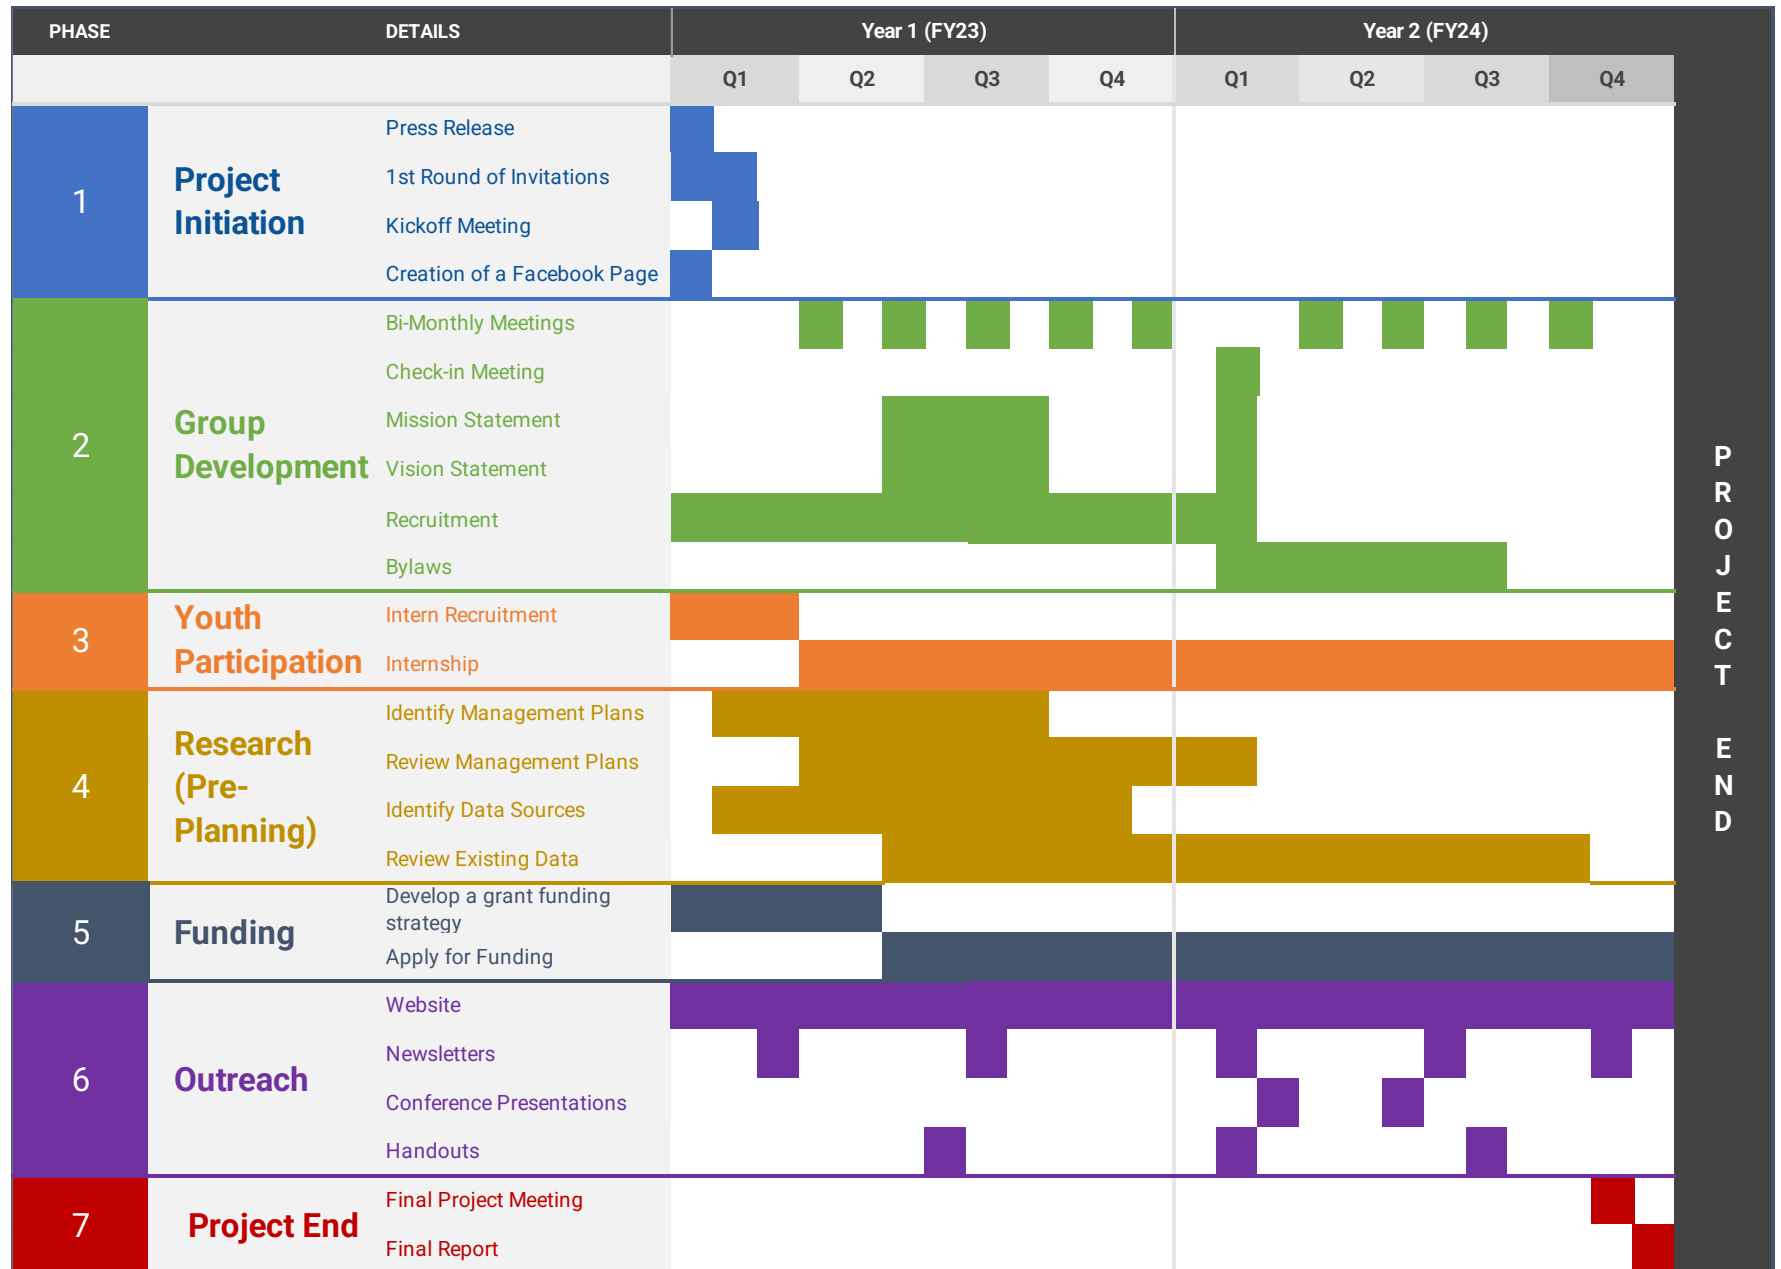 PHASE DETAILS Year 1 (FY23) Year 2 (FY24)
Q1 Q2 Q3 Q4 Q1 Q2 Q3 Q4
1
Project
Initiation
Press Release
1st Round of Invitations
Kickoff Meeting
Creation of a Facebook Page
2
Group
Development
Bi-Monthly Meetings
Check-in Meeting
Mission Statement
Vision Statement
Recruitment
Bylaws
3
Youth
Participation
Intern Recruitment
Internship
4
Research
(Pre-
Planning)
Identify Management Plans
Review Management Plans
Identify Data Sources
Review Existing Data
5
Funding
Develop a grant funding
strategy
Apply for Funding
6
Outreach
Website
Newsletters
Conference Presentations
Handouts
7
Project End
Final Project Meeting
Final Report
PROJECT END